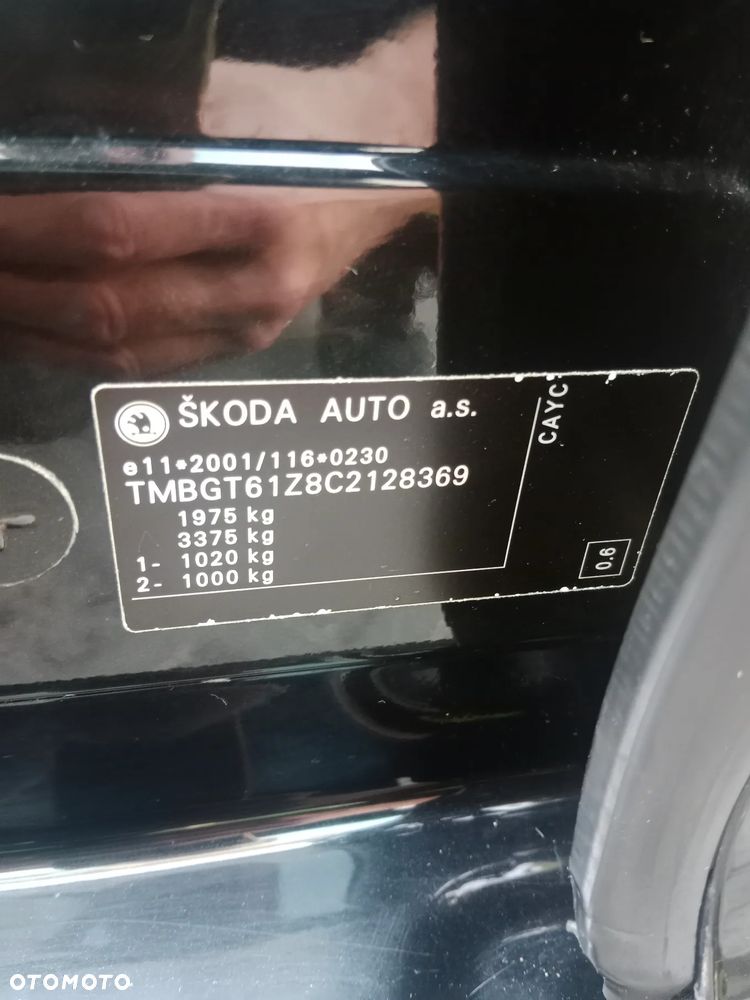 ŠKODA AUTO a.s.
CAYC
e11*2001/116*0230
TMBGT61Z8C2128369
1975 kg
3375 kg
1- 1020 kg
2- 1000 kg
0.6
OTOMOTO